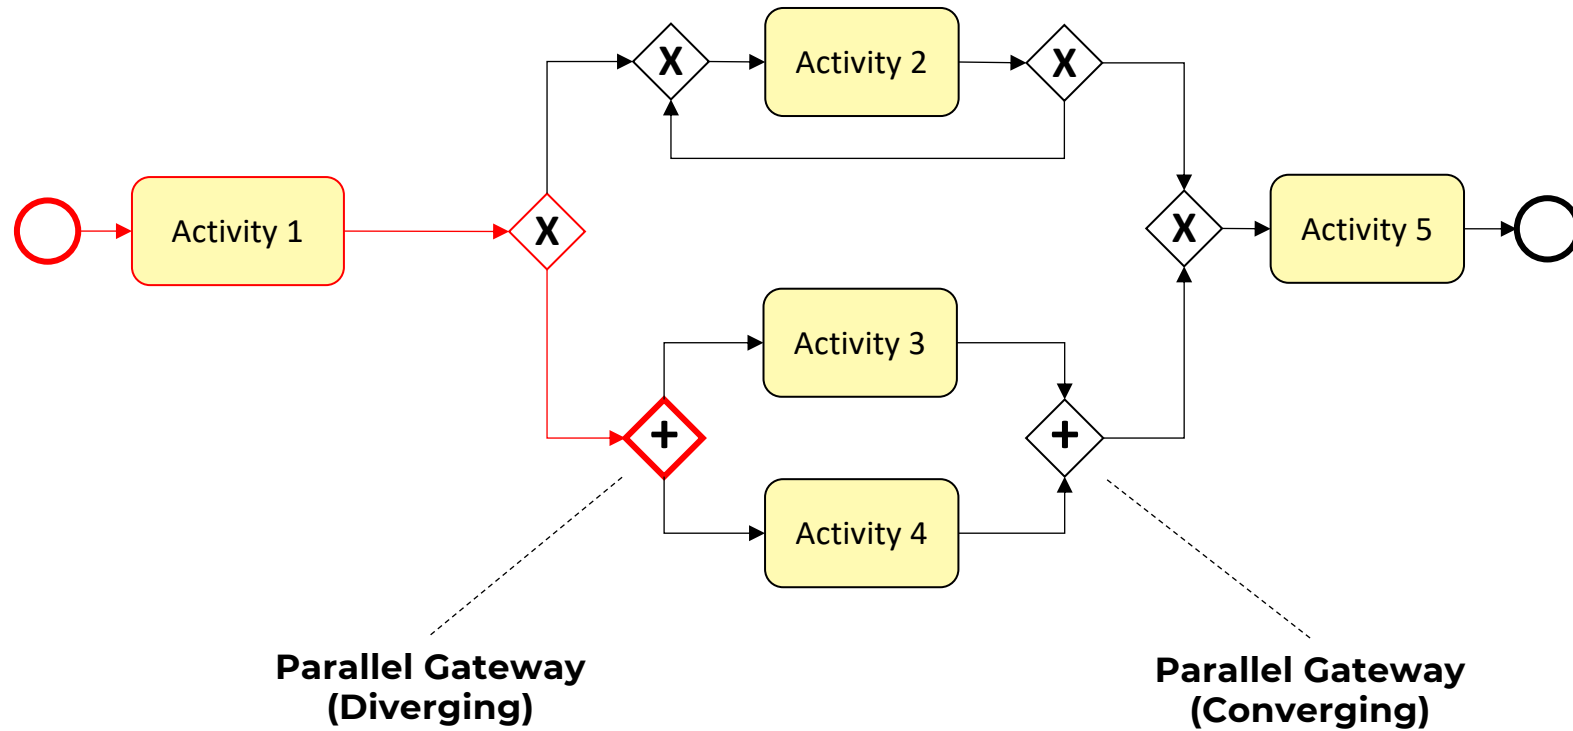 X
Activity 2
X
Activity 1
X
X
Activity 5
Activity 3
+
+
Activity 4
Parallel Gateway
(Diverging)
Parallel Gateway
(Converging)